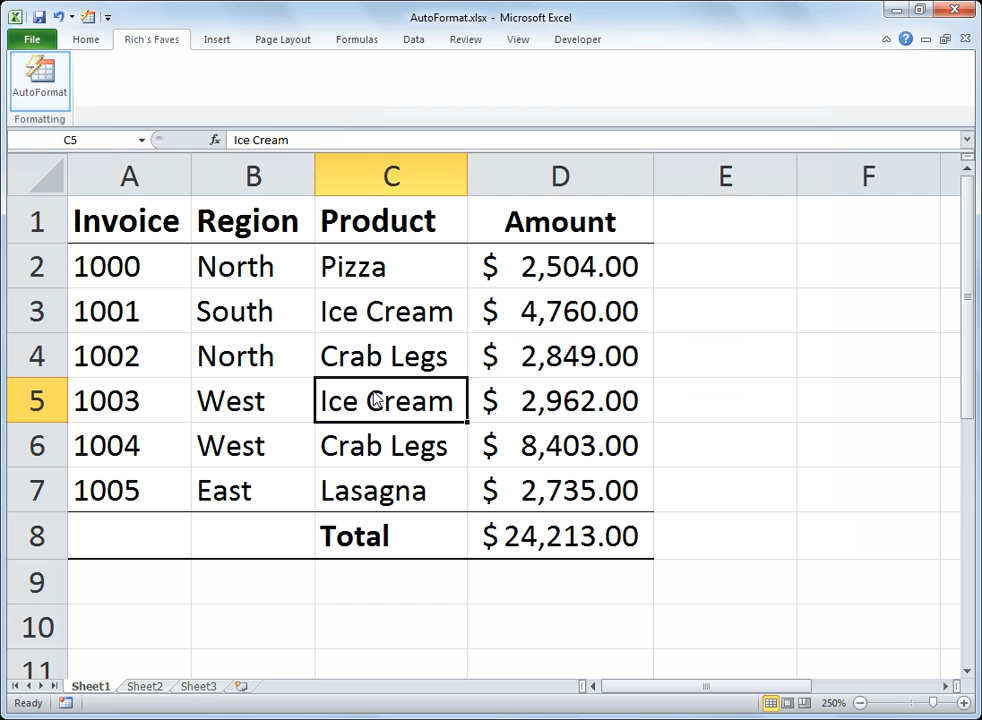 AutoFormat.xlsx - Microsoft Excel
File Home Rich's Faves Insert Page Layout Formulas Data Review View Developer
AutoFormat
Formatting
C5 fx Ice Cream
A B C D E F
1 Invoice Region Product Amount
2 1000 North Pizza $ 2,504.00
3 1001 South Ice Cream $ 4,760.00
4 1002 North Crab Legs $ 2,849.00
5 1003 West Ice Cream $ 2,962.00
6 1004 West Crab Legs $ 8,403.00
7 1005 East Lasagna $ 2,735.00
8 Total $ 24,213.00
9
10
11
Sheet1 Sheet2 Sheet3
Ready 250%